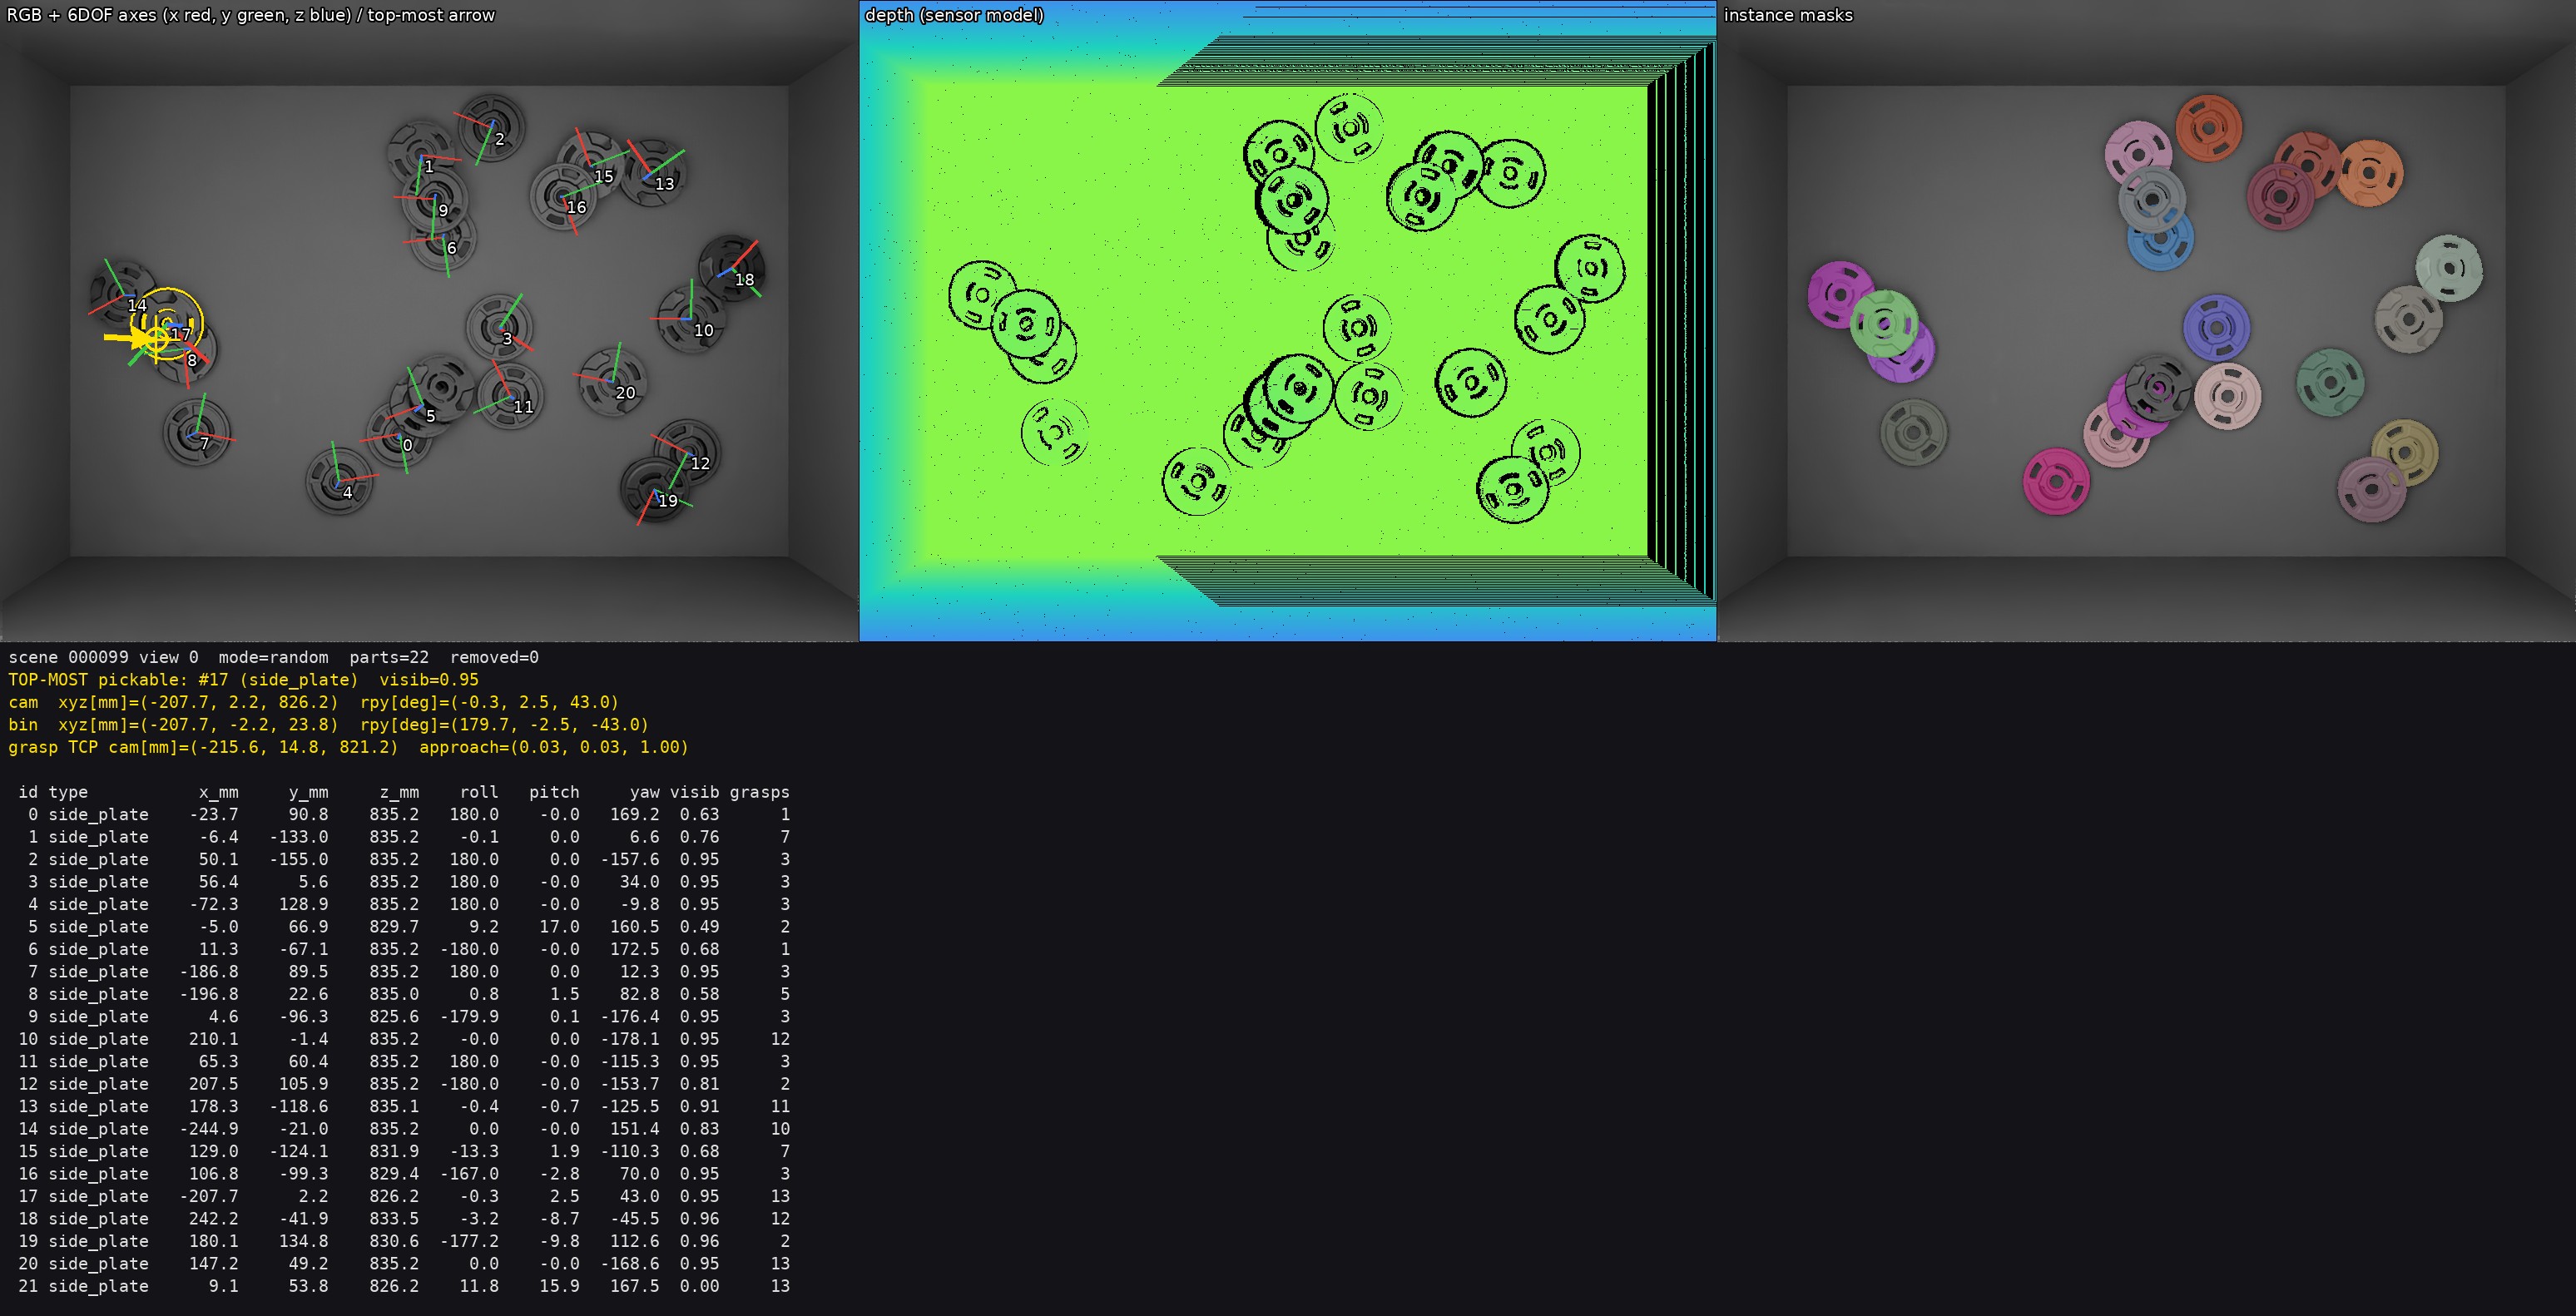 RGB + 6DOF axes (x red, y green, z blue) / top-most arrow
depth (sensor model)
instance masks
2
1
15
13
9
16
6
18
14
17
10
3
8
20
5
11
7
0
12
4
19
scene 000099 view 0  mode=random  parts=22  removed=0
TOP-MOST pickable: #17 (side_plate)  visib=0.95
cam  xyz[mm]=(-207.7, 2.2, 826.2)  rpy[deg]=(-0.3, 2.5, 43.0)
bin  xyz[mm]=(-207.7, -2.2, 23.8)  rpy[deg]=(179.7, -2.5, -43.0)
grasp TCP cam[mm]=(-215.6, 14.8, 821.2)  approach=(0.03, 0.03, 1.00)
id type x_mm y_mm z_mm roll pitch yaw visib grasps
0 side_plate -23.7 90.8 835.2 180.0 -0.0 169.2 0.63 1
1 side_plate -6.4 -133.0 835.2 -0.1 0.0 6.6 0.76 7
2 side_plate 50.1 -155.0 835.2 180.0 0.0 -157.6 0.95 3
3 side_plate 56.4 5.6 835.2 180.0 -0.0 34.0 0.95 3
4 side_plate -72.3 128.9 835.2 180.0 -0.0 -9.8 0.95 3
5 side_plate -5.0 66.9 829.7 9.2 17.0 160.5 0.49 2
6 side_plate 11.3 -67.1 835.2 -180.0 -0.0 172.5 0.68 1
7 side_plate -186.8 89.5 835.2 180.0 0.0 12.3 0.95 3
8 side_plate -196.8 22.6 835.0 0.8 1.5 82.8 0.58 5
9 side_plate 4.6 -96.3 825.6 -179.9 0.1 -176.4 0.95 3
10 side_plate 210.1 -1.4 835.2 -0.0 0.0 -178.1 0.95 12
11 side_plate 65.3 60.4 835.2 180.0 -0.0 -115.3 0.95 3
12 side_plate 207.5 105.9 835.2 -180.0 -0.0 -153.7 0.81 2
13 side_plate 178.3 -118.6 835.1 -0.4 -0.7 -125.5 0.91 11
14 side_plate -244.9 -21.0 835.2 0.0 -0.0 151.4 0.83 10
15 side_plate 129.0 -124.1 831.9 -13.3 1.9 -110.3 0.68 7
16 side_plate 106.8 -99.3 829.4 -167.0 -2.8 70.0 0.95 3
17 side_plate -207.7 2.2 826.2 -0.3 2.5 43.0 0.95 13
18 side_plate 242.2 -41.9 833.5 -3.2 -8.7 -45.5 0.96 12
19 side_plate 180.1 134.8 830.6 -177.2 -9.8 112.6 0.96 2
20 side_plate 147.2 49.2 835.2 0.0 -0.0 -168.6 0.95 13
21 side_plate 9.1 53.8 826.2 11.8 15.9 167.5 0.00 13